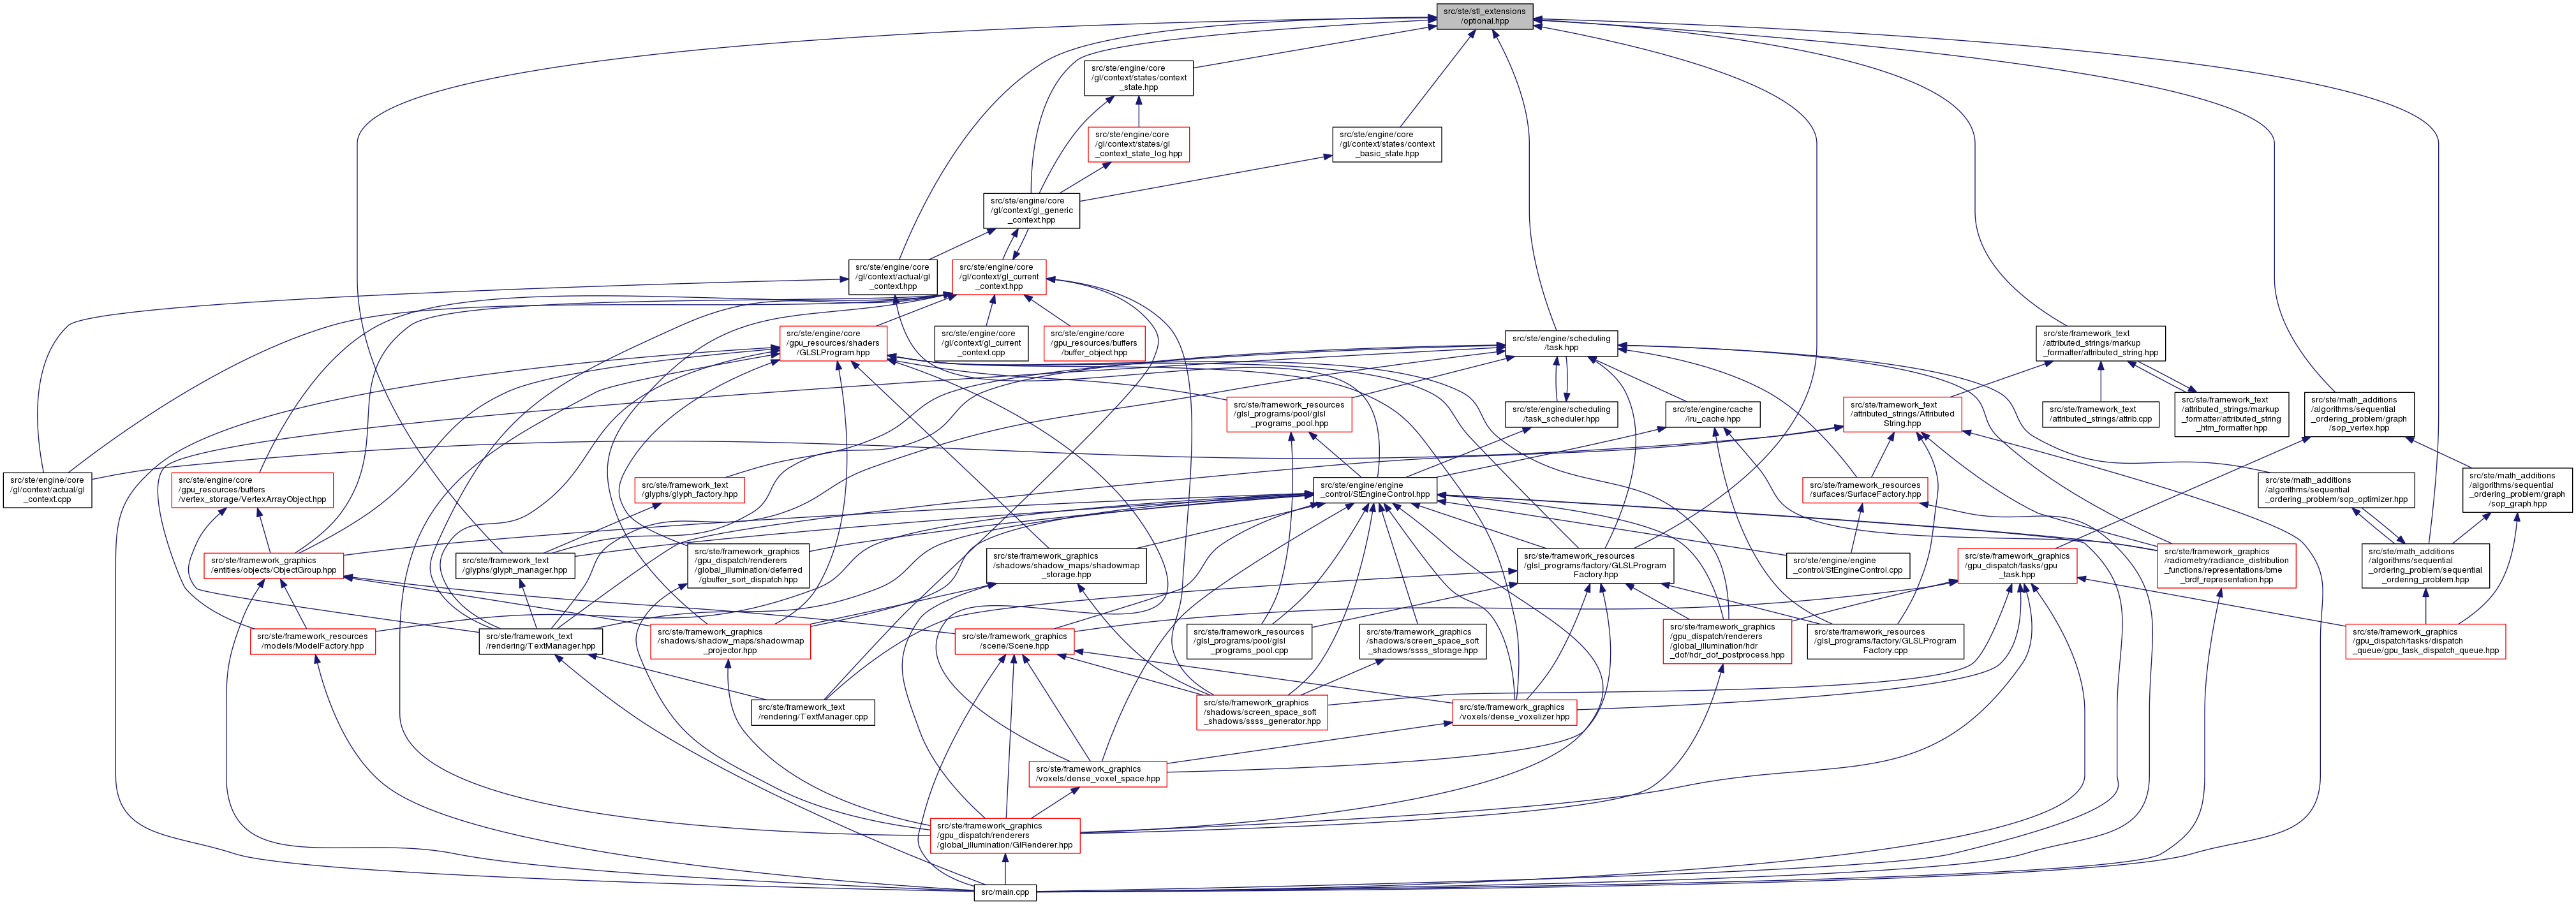 src/ste/stl_extensions
/optional.hpp
src/ste/engine/core
/gl/context/states/context
_state.hpp
src/ste/engine/core
/gl/context/states/gl
_context_state_log.hpp
src/ste/engine/core
/gl/context/states/context
_basic_state.hpp
src/ste/engine/core
/gl/context/gl_generic
_context.hpp
src/ste/engine/core
/gl/context/actual/gl
_context.hpp
src/ste/engine/core
/gl/context/gl_current
_context.hpp
src/ste/engine/core
/gpu_resources/shaders
/GLSLProgram.hpp
src/ste/engine/core
/gl/context/gl_current
_context.cpp
src/ste/engine/core
/gpu_resources/buffers
/buffer_object.hpp
src/ste/engine/scheduling
/task.hpp
src/ste/framework_text
/attributed_strings/markup
_formatter/attributed_string.hpp
src/ste/framework_resources
/glsl_programs/pool/glsl
_programs_pool.hpp
src/ste/engine/scheduling
/task_scheduler.hpp
src/ste/engine/cache
/lru_cache.hpp
src/ste/framework_text
/attributed_strings/Attributed
String.hpp
src/ste/framework_text
/attributed_strings/attrib.cpp
src/ste/framework_text
/attributed_strings/markup
_formatter/attributed_string
_htm_formatter.hpp
src/ste/math_additions
/algorithms/sequential
_ordering_problem/graph
/sop_vertex.hpp
src/ste/engine/core
/gl/context/actual/gl
_context.cpp
src/ste/engine/core
/gpu_resources/buffers
/vertex_storage/VertexArrayObject.hpp
src/ste/framework_text
/glyphs/glyph_factory.hpp
src/ste/engine/engine
_control/StEngineControl.hpp
src/ste/framework_resources
/surfaces/SurfaceFactory.hpp
src/ste/math_additions
/algorithms/sequential
_ordering_problem/sop_optimizer.hpp
src/ste/math_additions
/algorithms/sequential
_ordering_problem/graph
/sop_graph.hpp
src/ste/framework_graphics
/entities/objects/ObjectGroup.hpp
src/ste/framework_text
/glyphs/glyph_manager.hpp
src/ste/framework_graphics
/gpu_dispatch/renderers
/global_illumination/deferred
/gbuffer_sort_dispatch.hpp
src/ste/framework_graphics
/shadows/shadow_maps/shadowmap
_storage.hpp
src/ste/framework_resources
/glsl_programs/factory/GLSLProgram
Factory.hpp
src/ste/engine/engine
_control/StEngineControl.cpp
src/ste/framework_graphics
/gpu_dispatch/tasks/gpu
_task.hpp
src/ste/framework_graphics
/radiometry/radiance_distribution
_functions/representations/bme
_brdf_representation.hpp
src/ste/math_additions
/algorithms/sequential
_ordering_problem/sequential
_ordering_problem.hpp
src/ste/framework_resources
/models/ModelFactory.hpp
src/ste/framework_text
/rendering/TextManager.hpp
src/ste/framework_graphics
/shadows/shadow_maps/shadowmap
_projector.hpp
src/ste/framework_graphics
/scene/Scene.hpp
src/ste/framework_resources
/glsl_programs/pool/glsl
_programs_pool.cpp
src/ste/framework_graphics
/shadows/screen_space_soft
_shadows/ssss_storage.hpp
src/ste/framework_graphics
/gpu_dispatch/renderers
/global_illumination/hdr
_dof/hdr_dof_postprocess.hpp
src/ste/framework_resources
/glsl_programs/factory/GLSLProgram
Factory.cpp
src/ste/framework_graphics
/gpu_dispatch/tasks/dispatch
_queue/gpu_task_dispatch_queue.hpp
src/ste/framework_text
/rendering/TextManager.cpp
src/ste/framework_graphics
/shadows/screen_space_soft
_shadows/ssss_generator.hpp
src/ste/framework_graphics
/voxels/dense_voxelizer.hpp
src/ste/framework_graphics
/voxels/dense_voxel_space.hpp
src/ste/framework_graphics
/gpu_dispatch/renderers
/global_illumination/GIRenderer.hpp
src/main.cpp